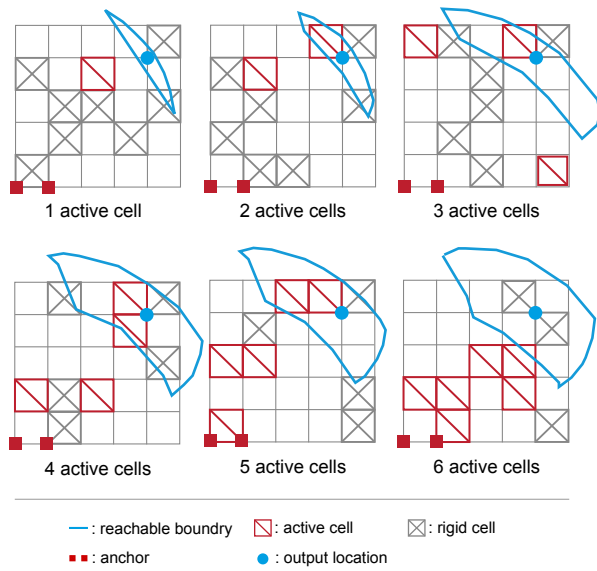 1 active cell
2 active cells
3 active cells
4 active cells
5 active cells
6 active cells
: reachable boundry
: active cell
: rigid cell
: anchor
: output location